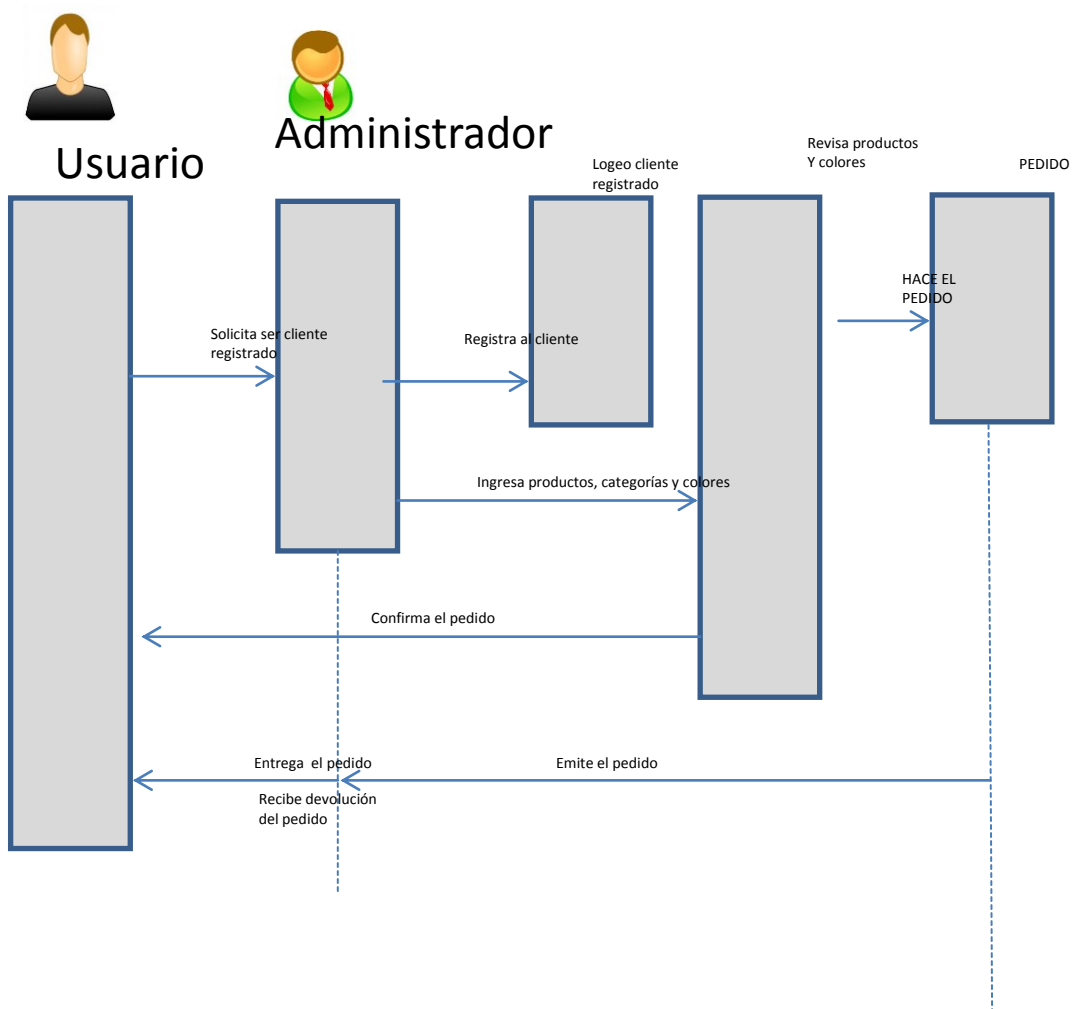 Usuario
Administrador
Logeo cliente
registrado
Revisa productos
Y colores
PEDIDO
HACE EL
PEDIDO
Solicita ser cliente
registrado
Registra al cliente
Ingresa productos, categorías y colores
Confirma el pedido
Entrega el pedido
Emite el pedido
Recibe devolución
del pedido